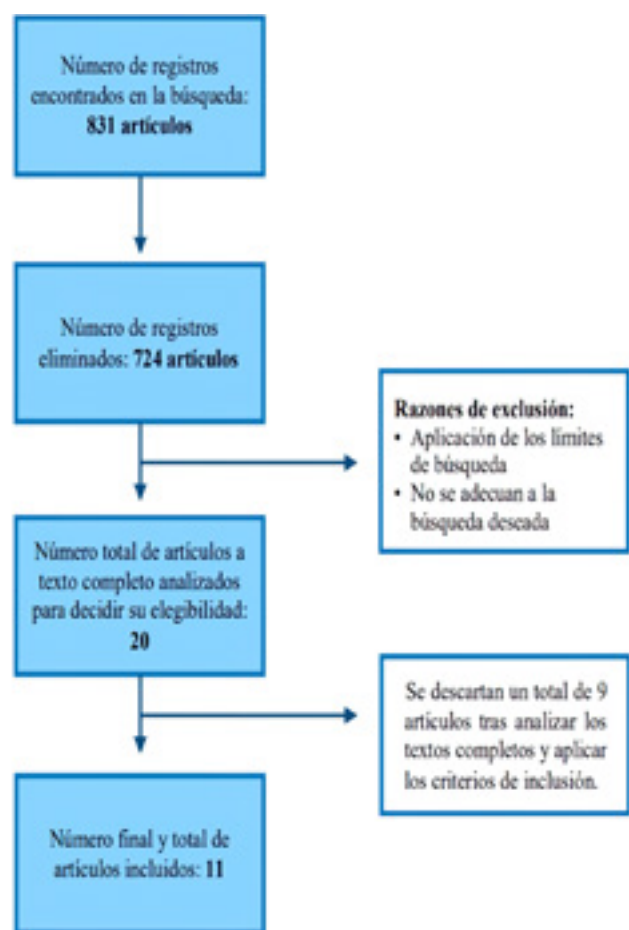 Número de registros
encontrados en la búsqueda:
831 artículos
Número de registros
eliminados: 724 artículos
Razones de exclusión:
• Aplicación de los límites
de búsqueda
• No se adecuan a la
búsqueda deseada
Número total de artículos a
texto completo analizados
para decidir su elegibilidad:
20
Se descartan un total de 9
artículos tras analizar los
textos completos y aplicar
los criterios de inclusión.
Número final y total de
artículos incluidos: 11